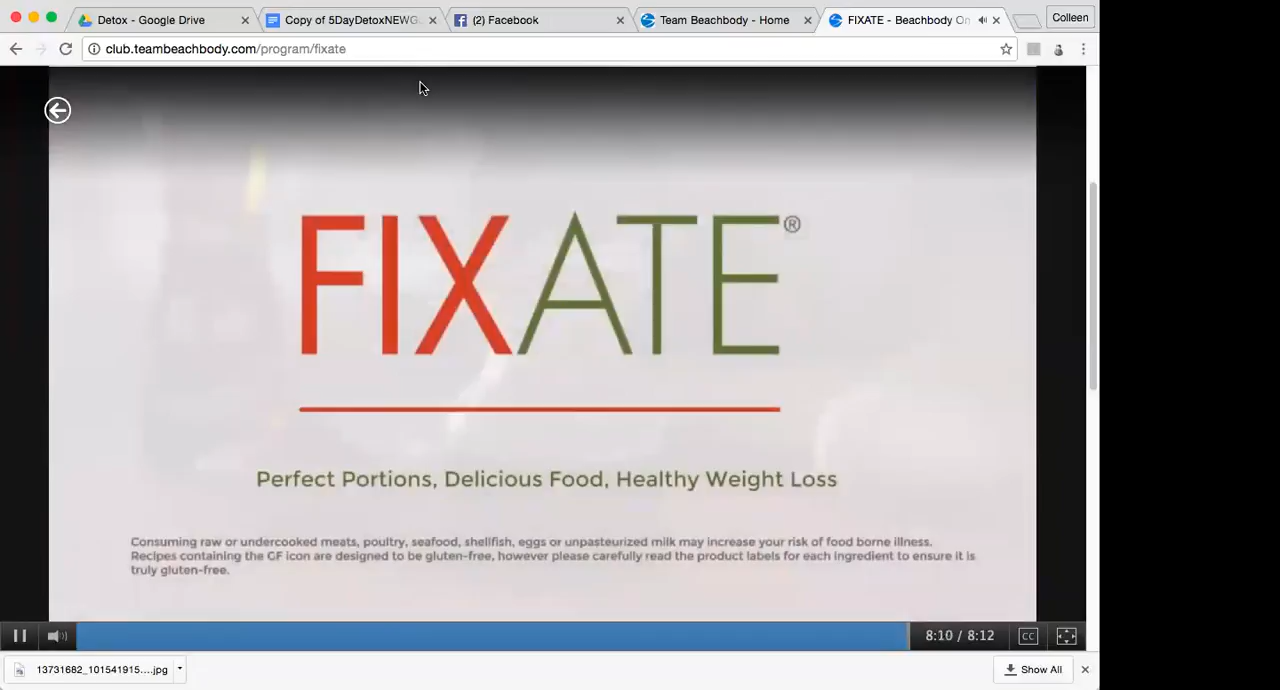 Detox - Google Drive
Copy of 5DayDetoxNEWG
(2) Facebook
Team Beachbody - Home
FIXATE - Beachbody On
Colleen
club.teambeachbody.com/program/fixate
FIXATE®
Perfect Portions, Delicious Food, Healthy Weight Loss
Consuming raw or undercooked meats, poultry, seafood, shellfish, eggs or unpasteurized milk may increase your risk of food borne illness.
Recipes containing the GF icon are designed to be gluten-free, however please carefully read the product labels for each ingredient to ensure it is
truly gluten-free.
8:10 / 8:12
CC
13731682_101541915....jpg
Show All